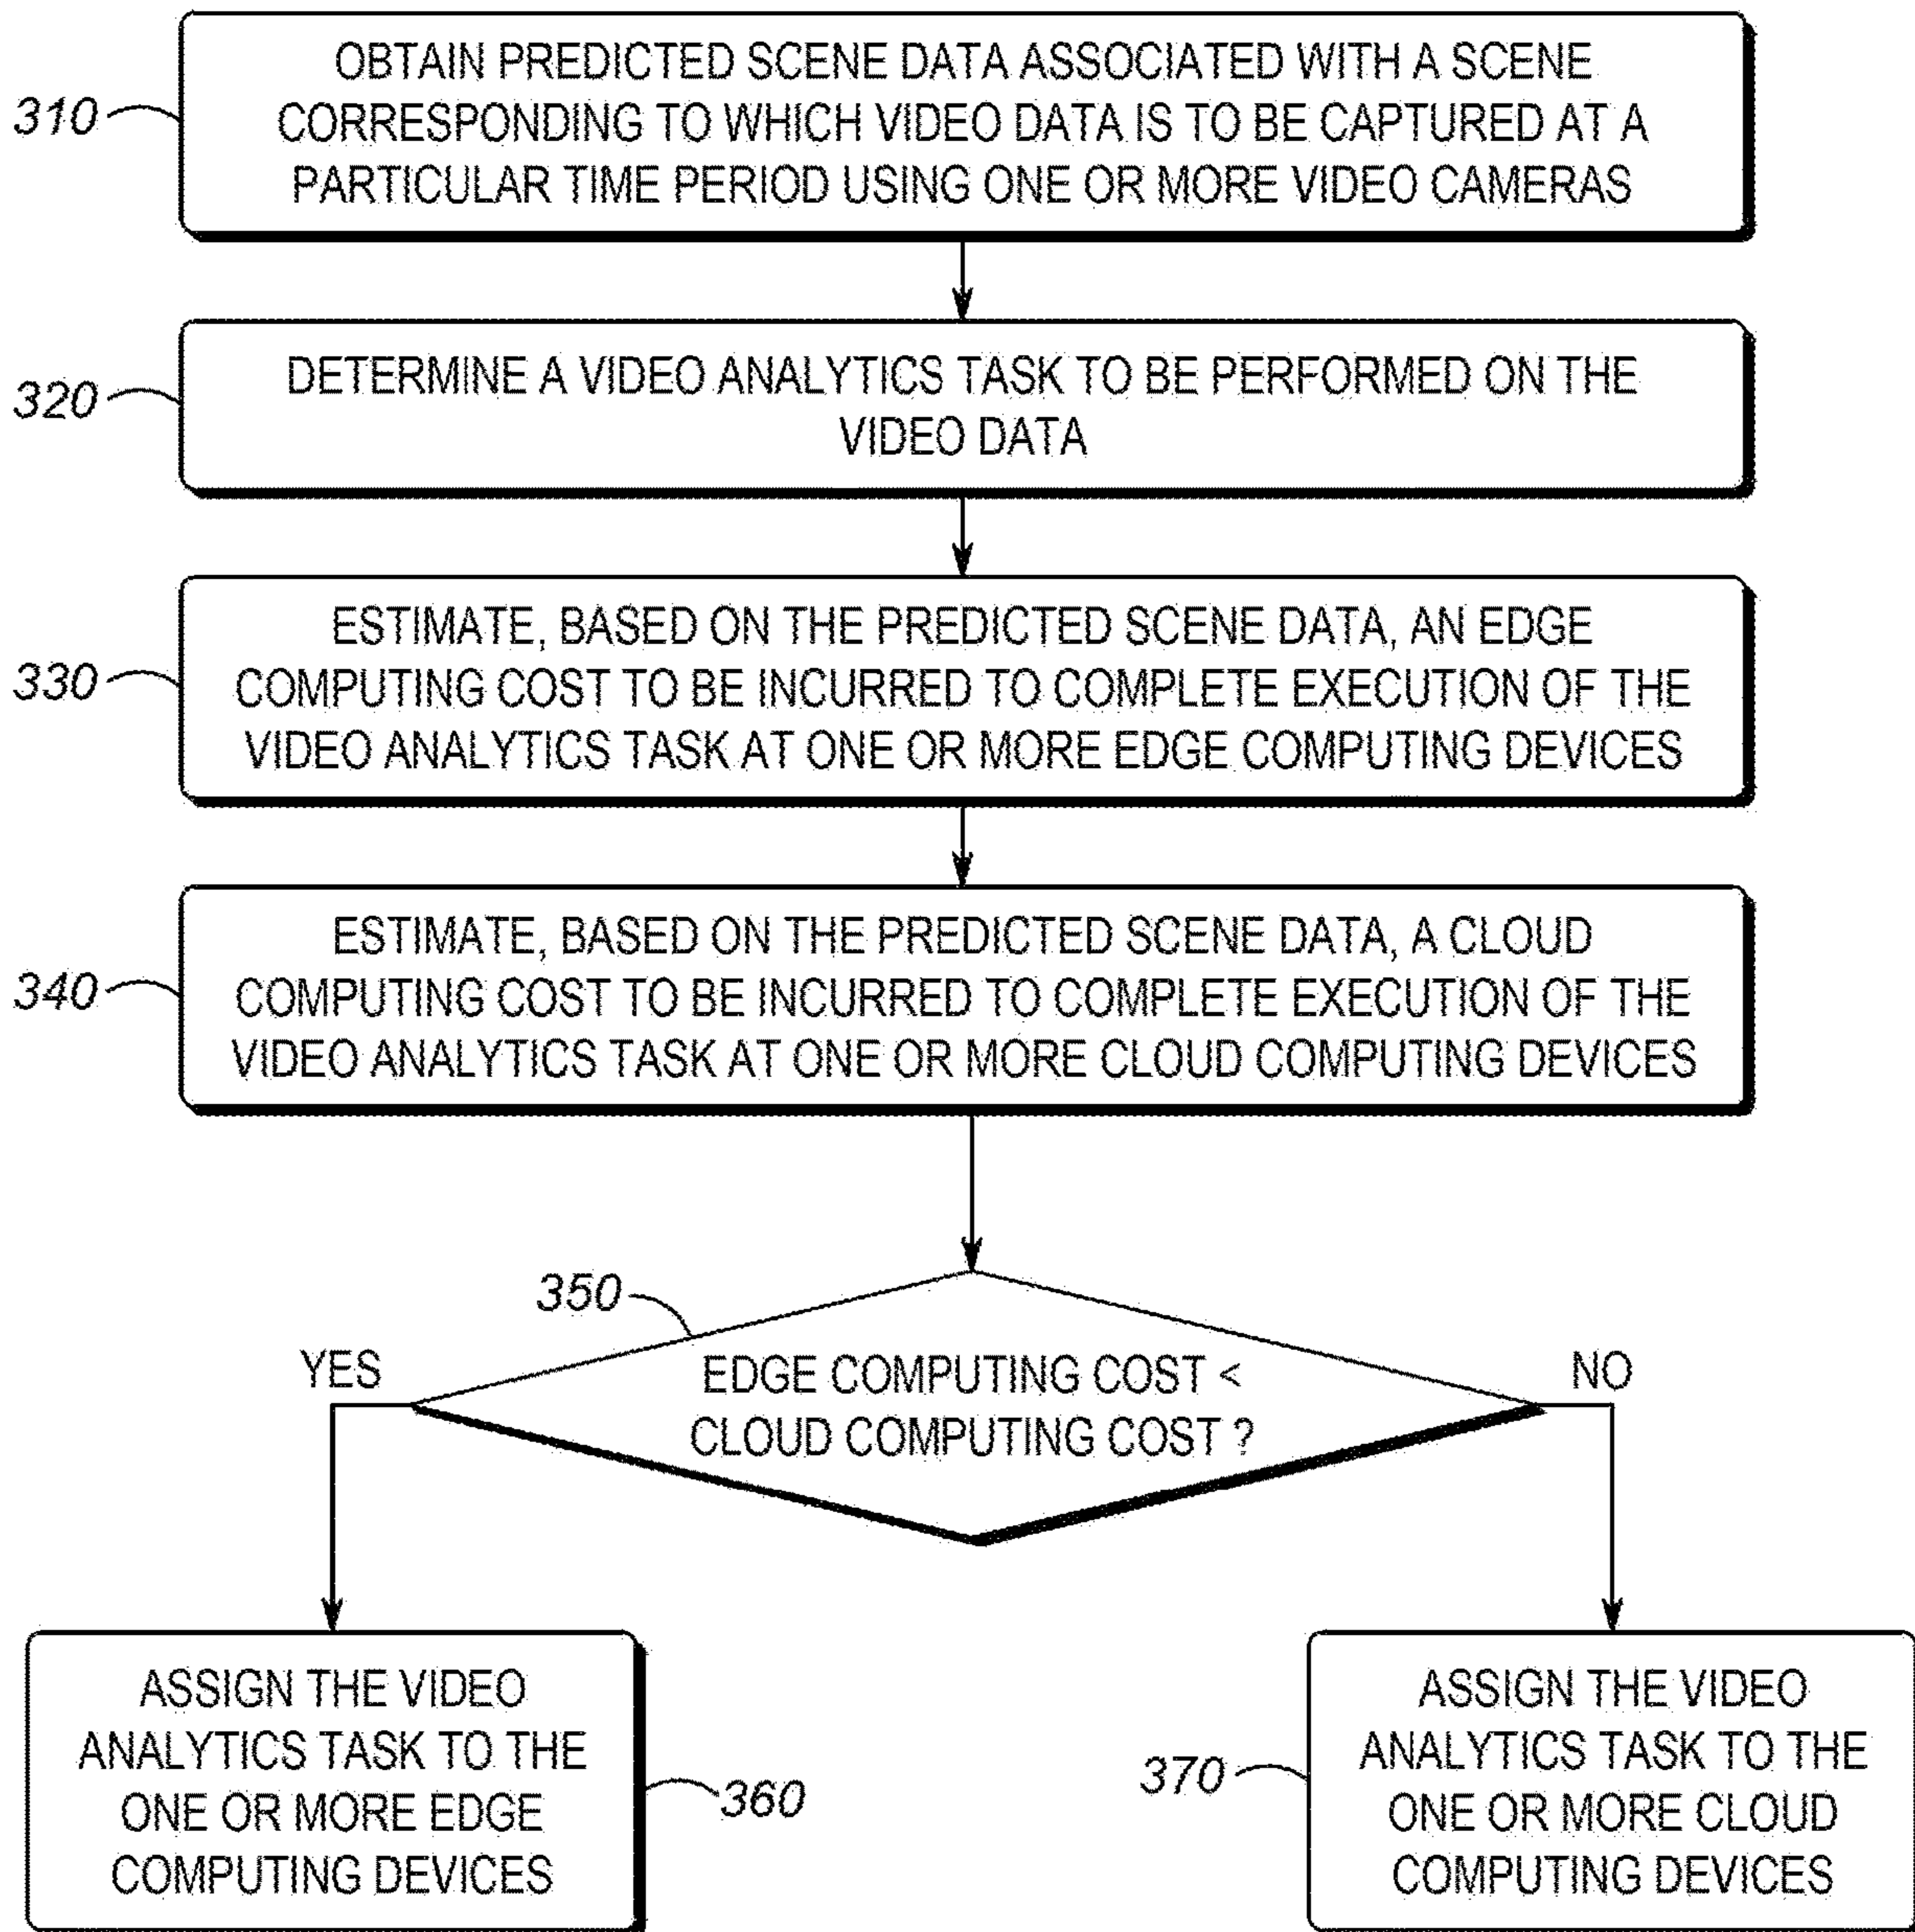 310
OBTAIN PREDICTED SCENE DATA ASSOCIATED WITH A SCENE
CORRESPONDING TO WHICH VIDEO DATA IS TO BE CAPTURED AT A
PARTICULAR TIME PERIOD USING ONE OR MORE VIDEO CAMERAS
320
DETERMINE A VIDEO ANALYTICS TASK TO BE PERFORMED ON THE
VIDEO DATA
330
ESTIMATE, BASED ON THE PREDICTED SCENE DATA, AN EDGE
COMPUTING COST TO BE INCURRED TO COMPLETE EXECUTION OF THE
VIDEO ANALYTICS TASK AT ONE OR MORE EDGE COMPUTING DEVICES
340
ESTIMATE, BASED ON THE PREDICTED SCENE DATA, A CLOUD
COMPUTING COST TO BE INCURRED TO COMPLETE EXECUTION OF THE
VIDEO ANALYTICS TASK AT ONE OR MORE CLOUD COMPUTING DEVICES
350
EDGE COMPUTING COST <
CLOUD COMPUTING COST ?
YES
NO
ASSIGN THE VIDEO
ANALYTICS TASK TO THE
ONE OR MORE EDGE
COMPUTING DEVICES
360
370
ASSIGN THE VIDEO
ANALYTICS TASK TO THE
ONE OR MORE CLOUD
COMPUTING DEVICES